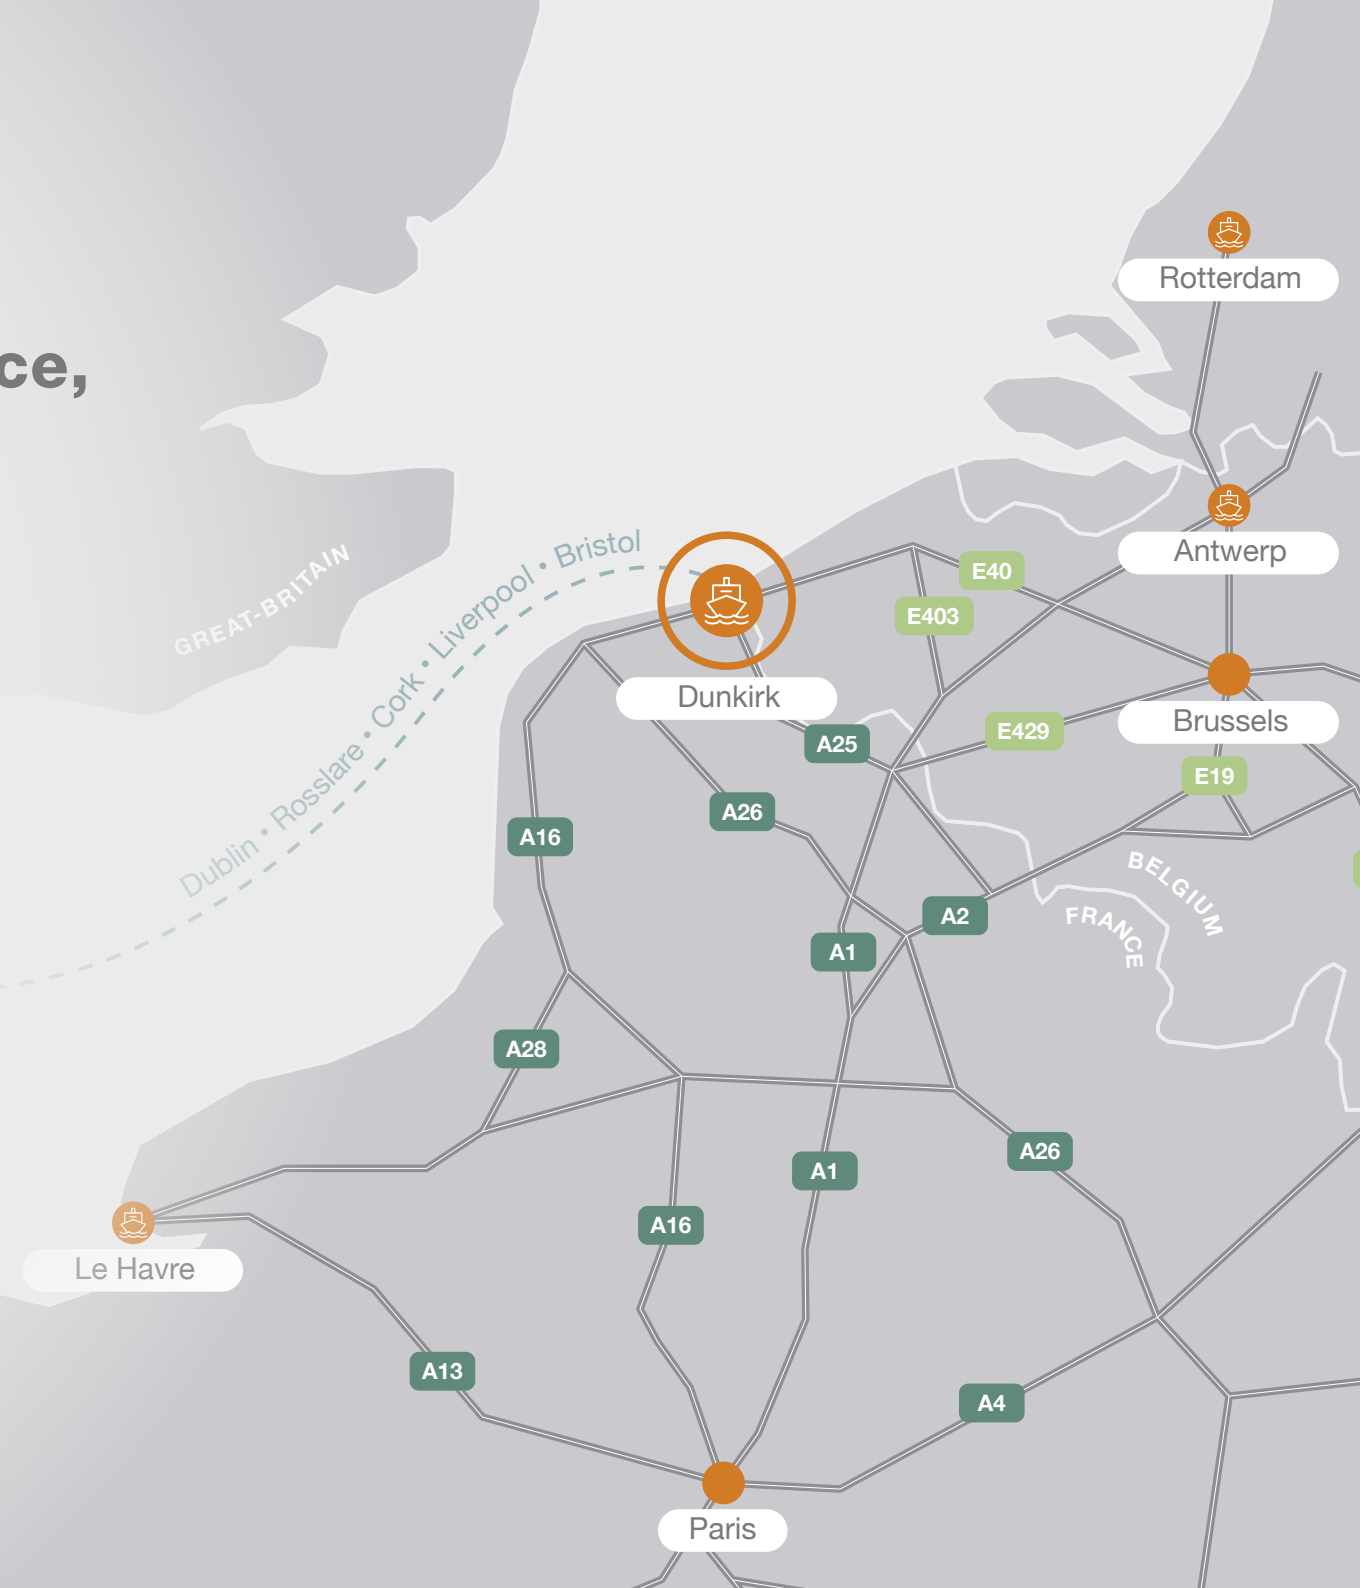 Rotterdam
ce,
Antwerp
Dublin • Rosslare • Cork • Liverpool • Bristol
GREAT-BRITAIN
E40
E403
Dunkirk
Brussels
E429
A25
E19
A26
A16
BELGIUM
FRANCE
A2
A1
A28
A26
A1
A16
Le Havre
A13
A4
Paris